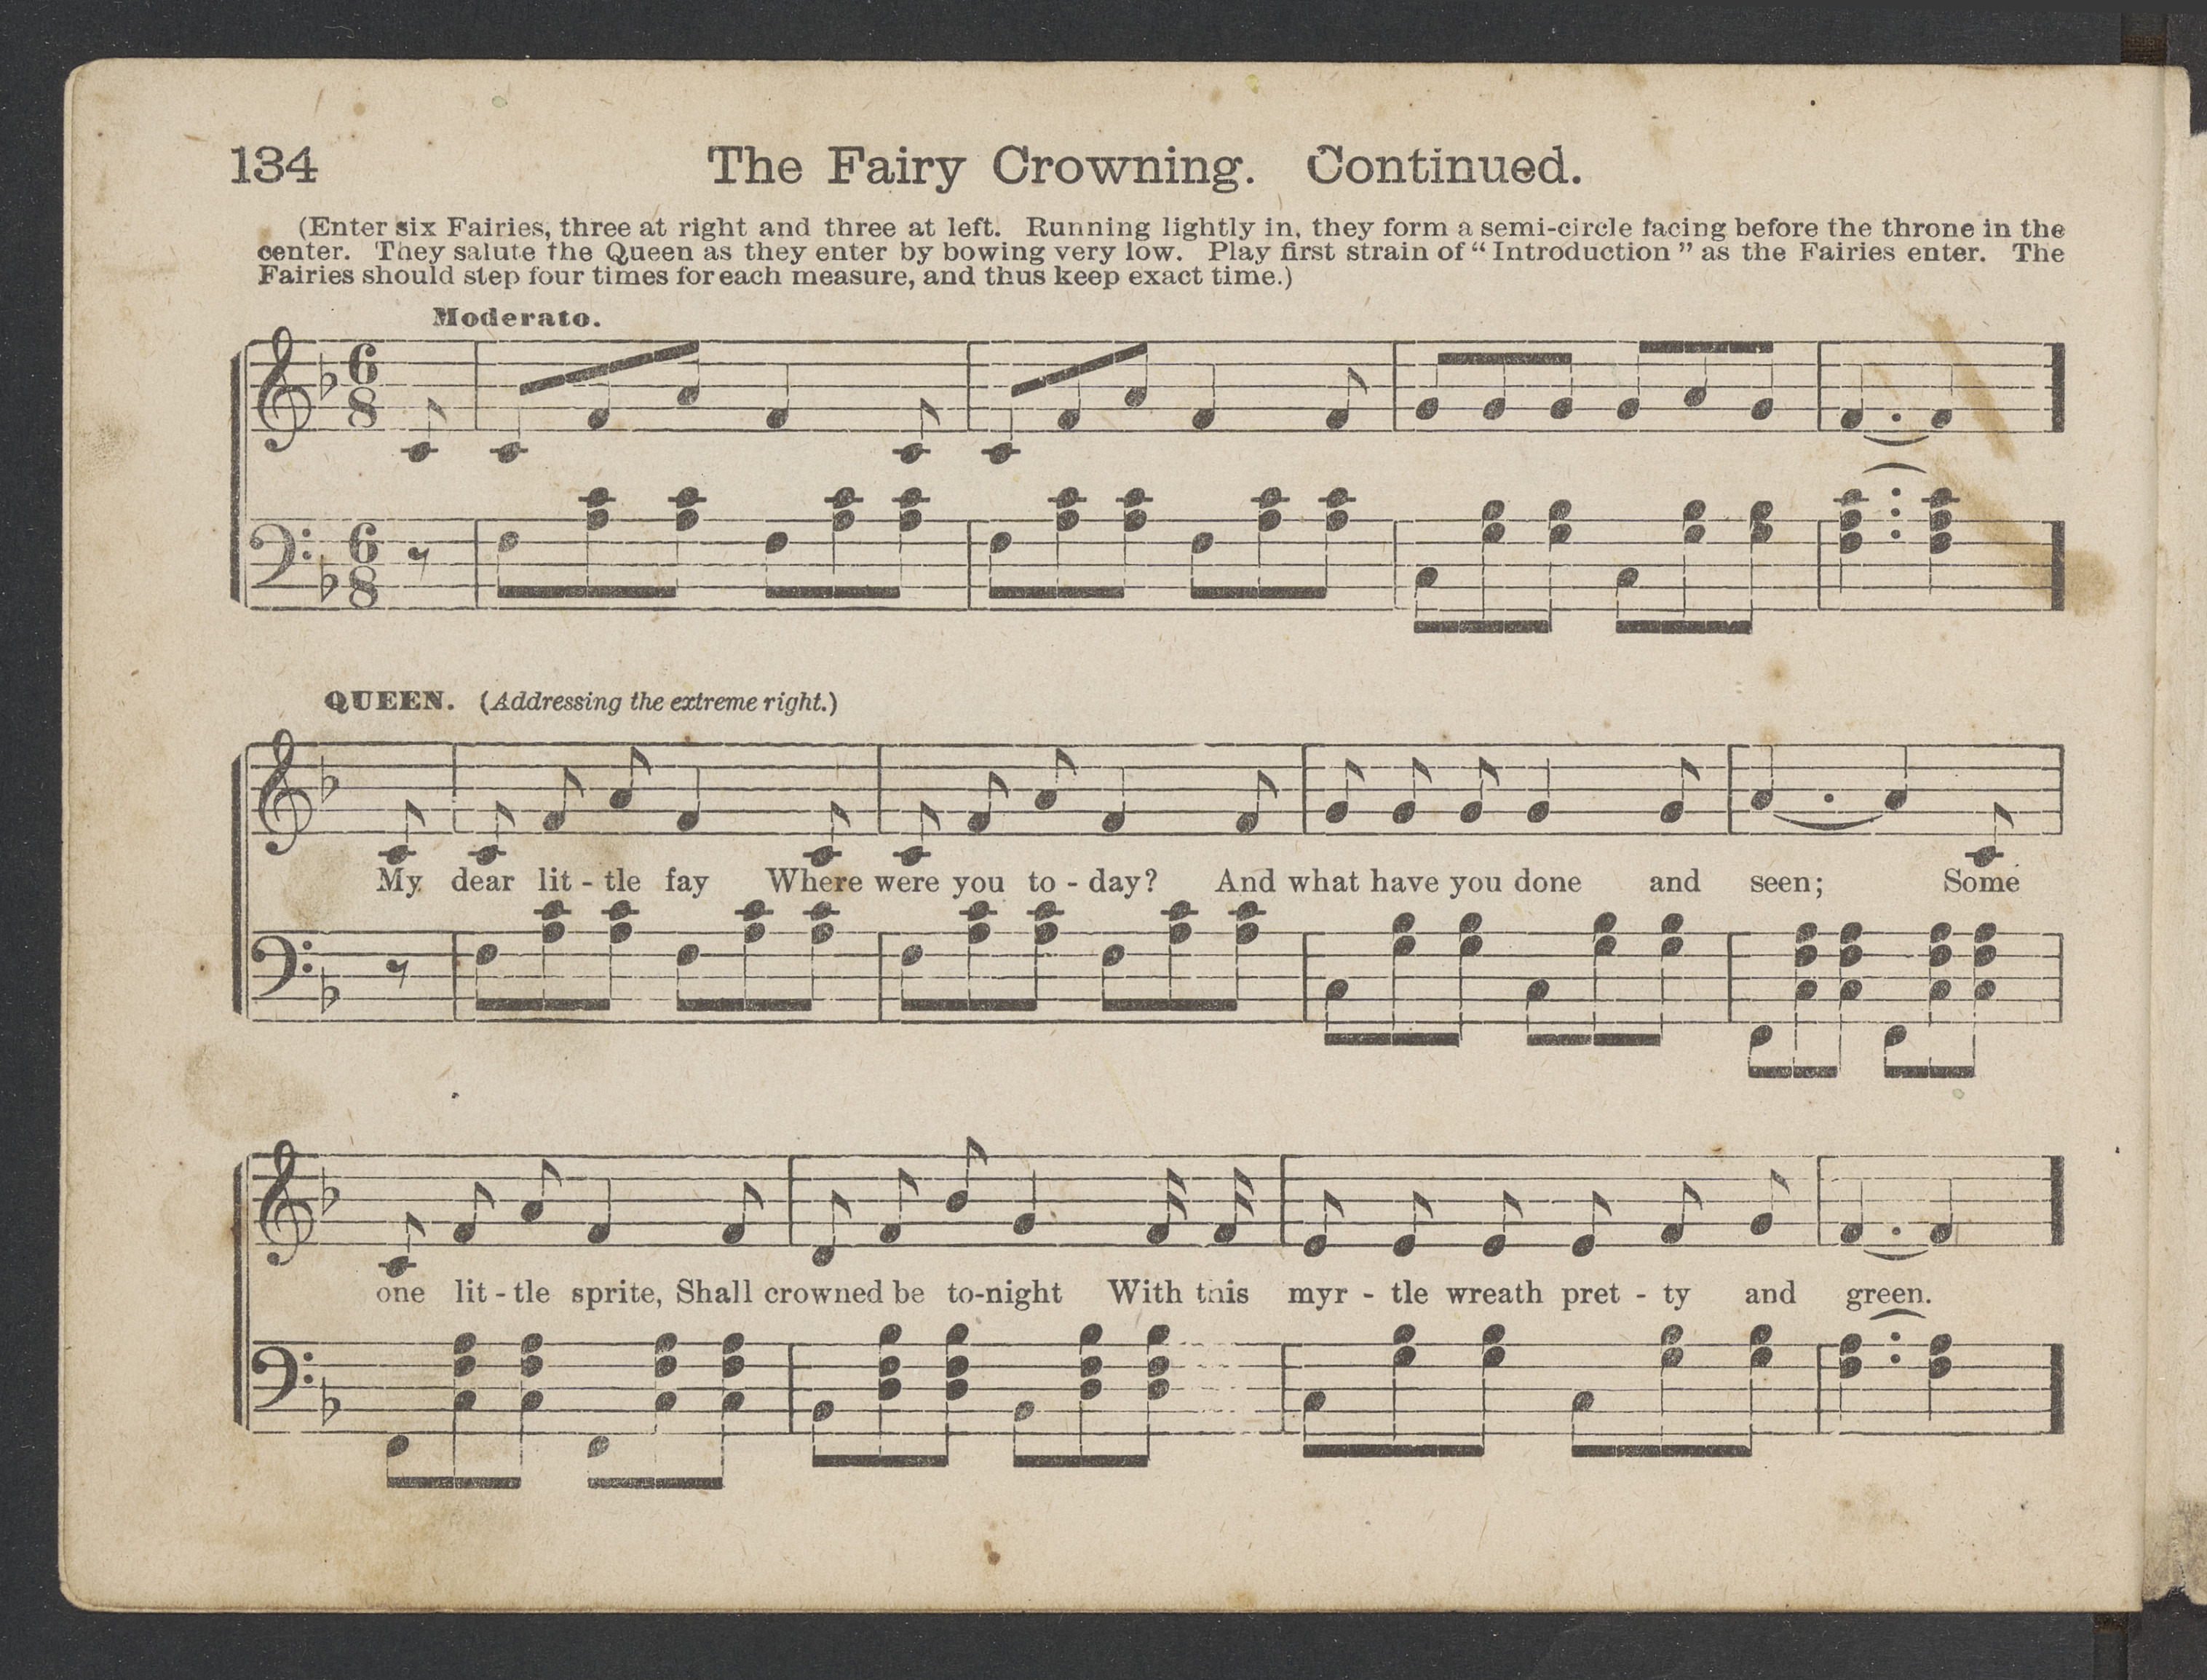 134 The Fairy Crowning. Continued.
(Enter six Fairies, three at right and three at left. Running lightly in, they form a semi-circle facing before the throne in the
center. They salute the Queen as they enter by bowing very low. Play first strain of "Introduction" as the Fairies enter. The
Fairies should step four times for each measure, and thus keep exact time.)
Moderato.
6 8
6 8
QUEEN. (Addressing the extreme right.)
My dear lit - tle fay Where were you to - day? And what have you done and seen; Some
one lit - tle sprite, Shall crowned be to-night With this myr - tle wreath pret - ty and green.